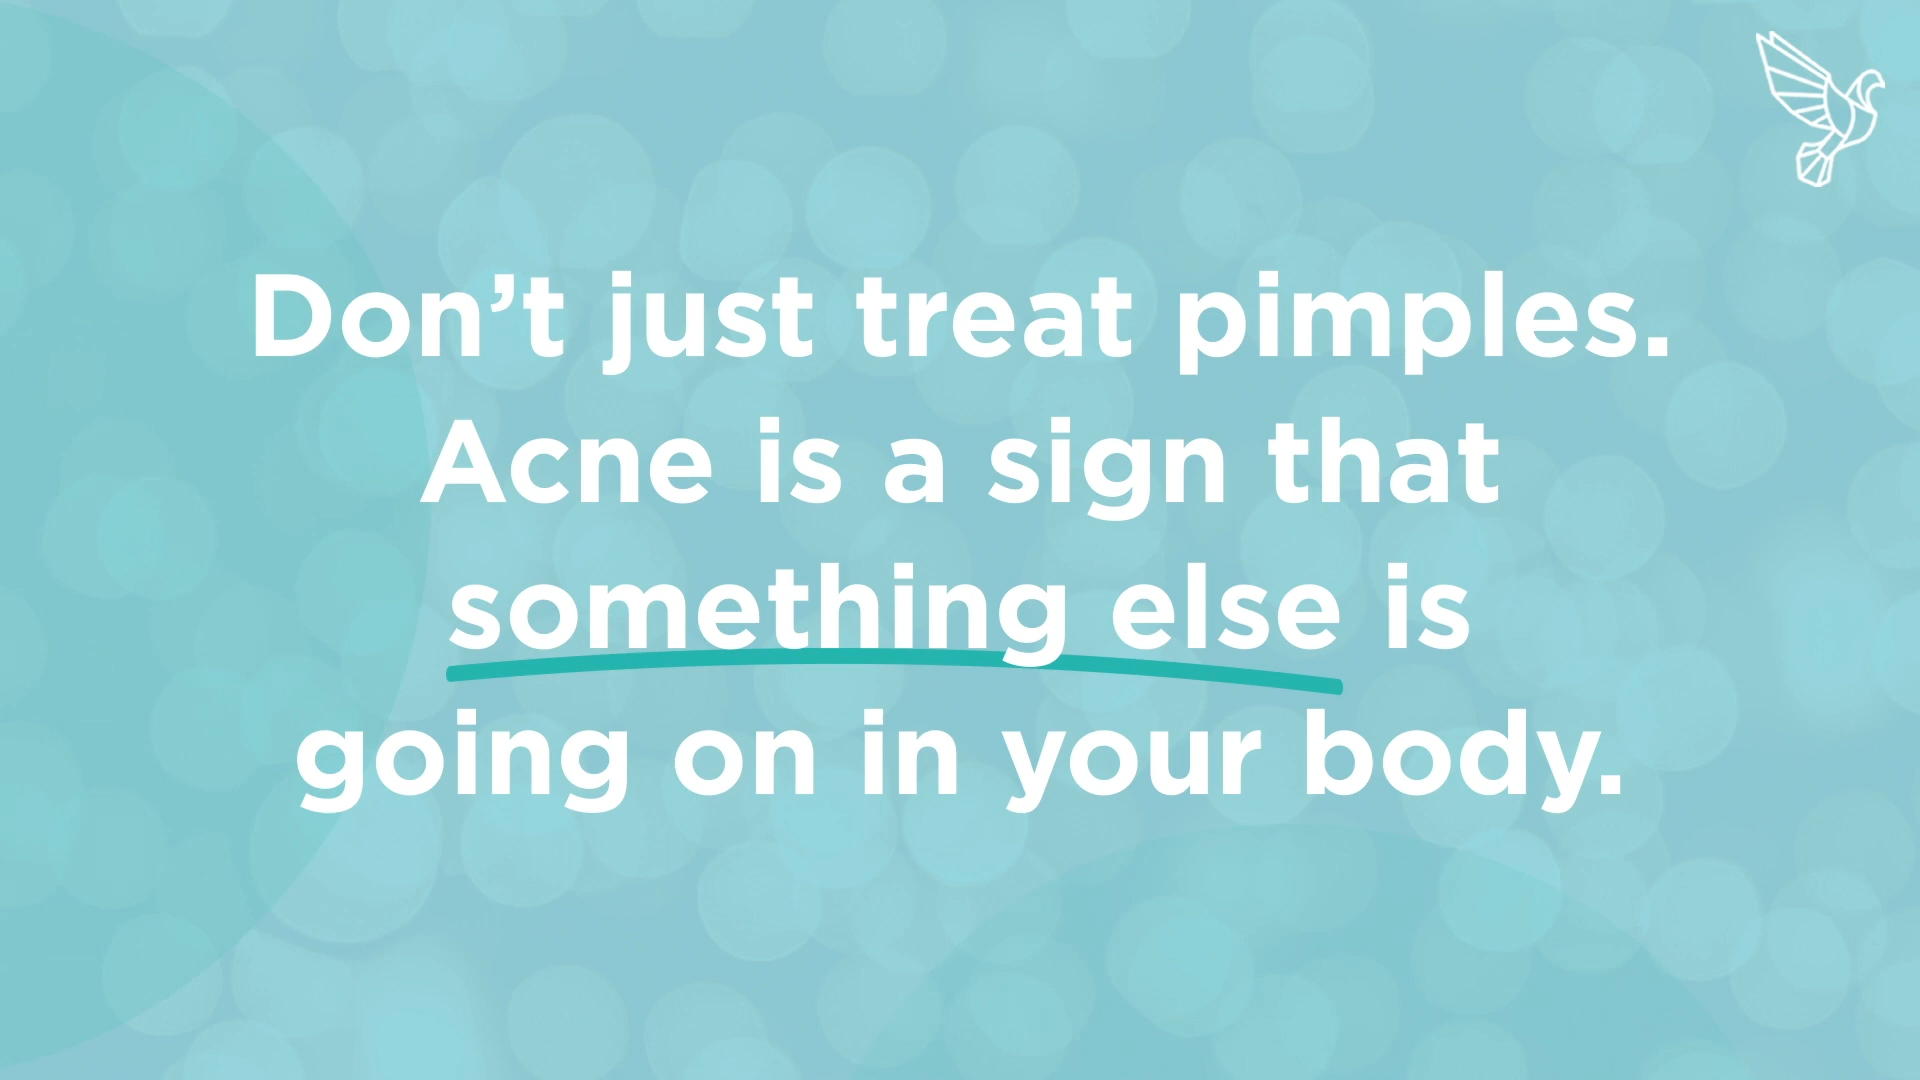 Don’t just treat pimples.
Acne is a sign that
something else is
going on in your body.